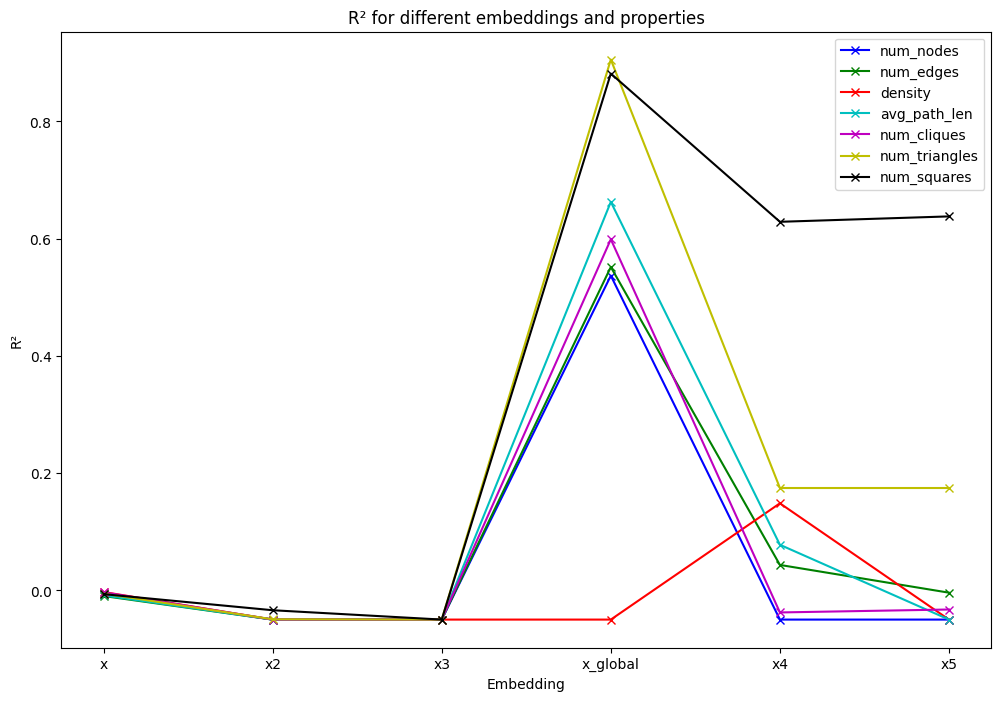 R² for different embeddings and properties
num_nodes
num_edges
density
avg_path_len
num_cliques
num_triangles
num_squares
R²
0.8
0.6
0.4
0.2
0.0
x x2 x3 x_global x4 x5
Embedding